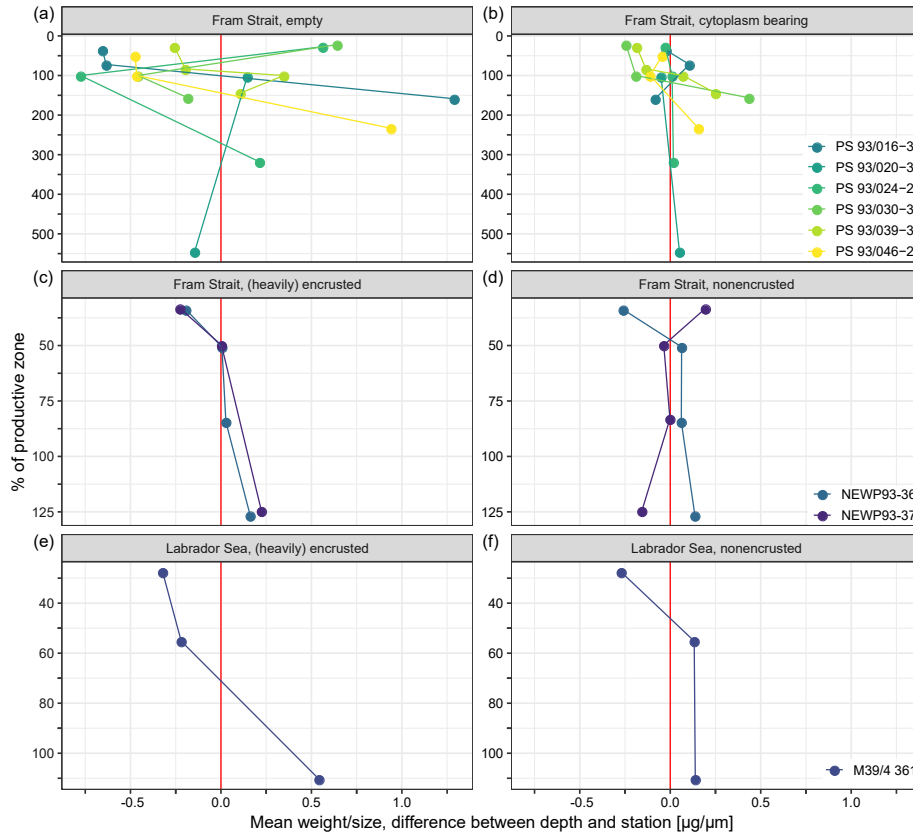 (a) Fram Strait, empty
(b) Fram Strait, cytoplasm bearing
0
100
200
300
400
500
0
100
200
300
400
500
PS 93/016−3
PS 93/020−3
PS 93/024−2
PS 93/030−3
PS 93/039−3
PS 93/046−2
(c) Fram Strait, (heavily) encrusted
(d) Fram Strait, nonencrusted
50
75
100
125
50
75
100
125
NEWP93-36
NEWP93-37
% of productive zone
(e) Labrador Sea, (heavily) encrusted
(f) Labrador Sea, nonencrusted
40
60
80
100
40
60
80
100
M39/4 361
-0.5 0.0 0.5 1.0
-0.5 0.0 0.5 1.0
Mean weight/size, difference between depth and station [µg/µm]